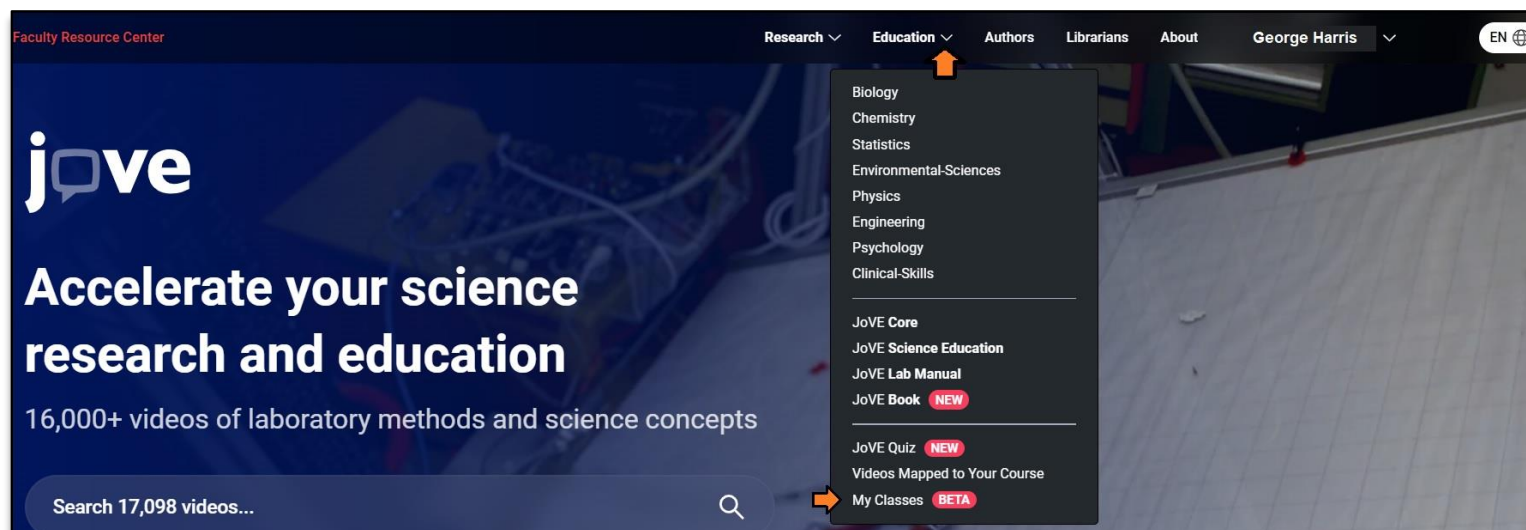 Faculty Resource Center
Research
Education
Authors
Librarians
About
George Harris
EN
Biology
Chemistry
Statistics
Environmental-Sciences
Physics
Engineering
Psychology
Clinical-Skills
JoVE Core
JoVE Science Education
JoVE Lab Manual
JoVE Book NEW
JoVE Quiz NEW
Videos Mapped to Your Course
My Classes BETA
jove
Accelerate your science
research and education
16,000+ videos of laboratory methods and science concepts
Search 17,098 videos...